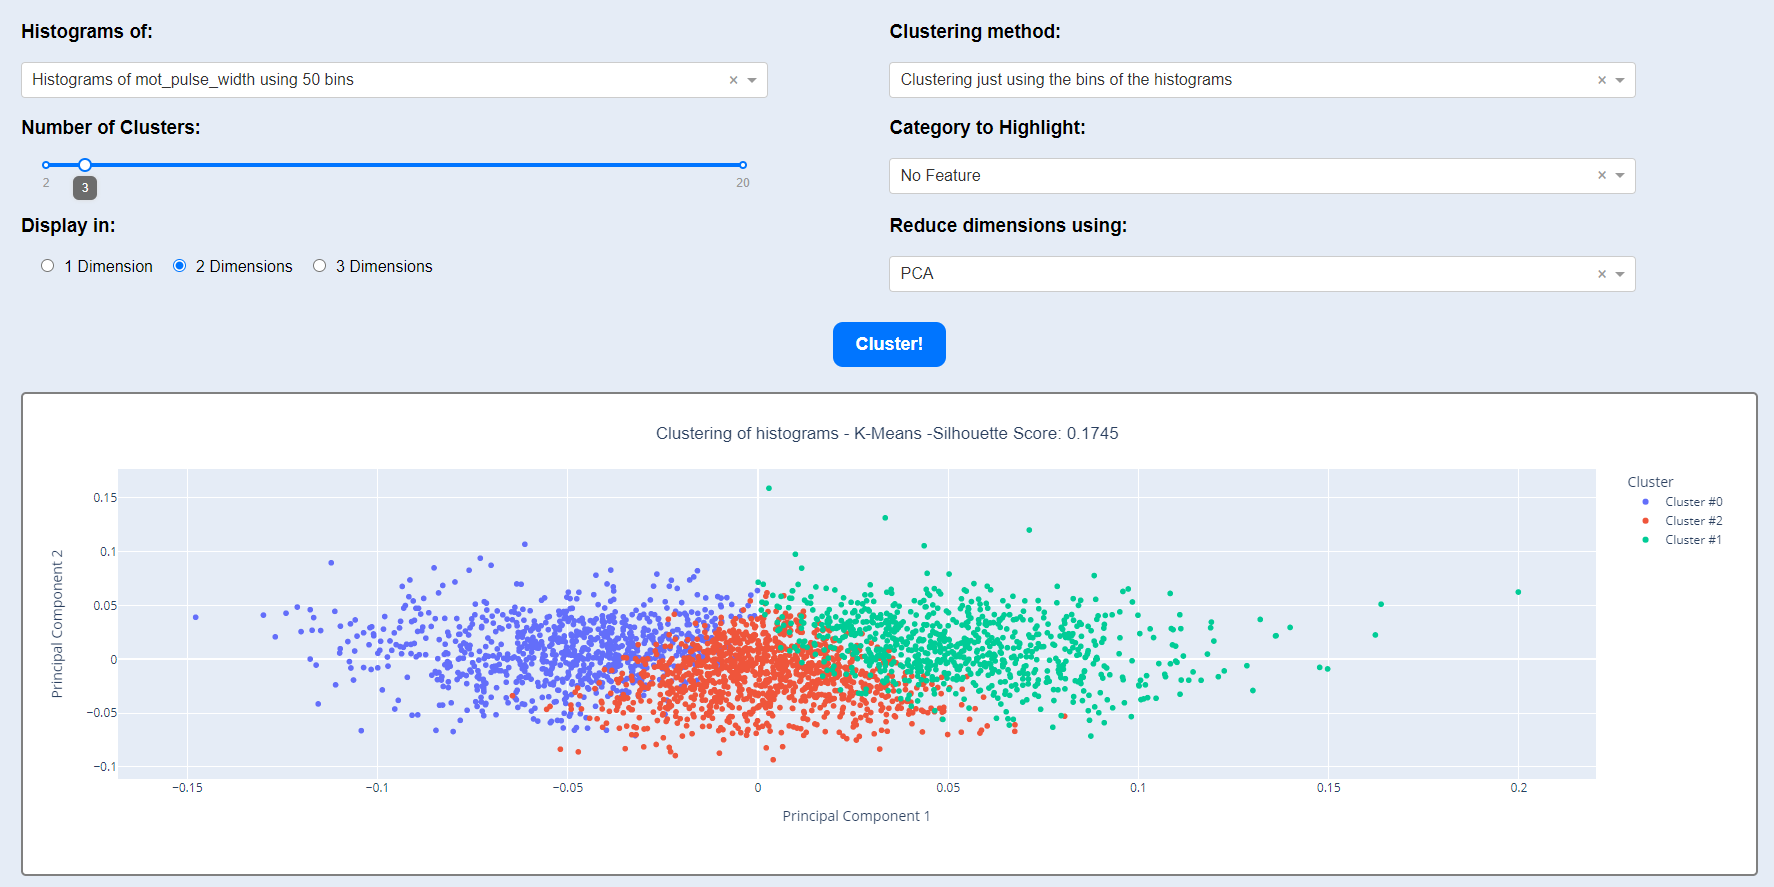 Histograms of:
Histograms of mot_pulse_width using 50 bins
Number of Clusters:
2
3
20
Display in:
1 Dimension
2 Dimensions
3 Dimensions
Clustering method:
Clustering just using the bins of the histograms
Category to Highlight:
No Feature
Reduce dimensions using:
PCA
Cluster!
Clustering of histograms - K-Means -Silhouette Score: 0.1745
Principal Component 2
0.15
0.1
0.05
0
−0.05
−0.1
−0.15
−0.1
−0.05
0
0.05
0.1
0.15
0.2
Principal Component 1
Cluster
Cluster #0
Cluster #2
Cluster #1